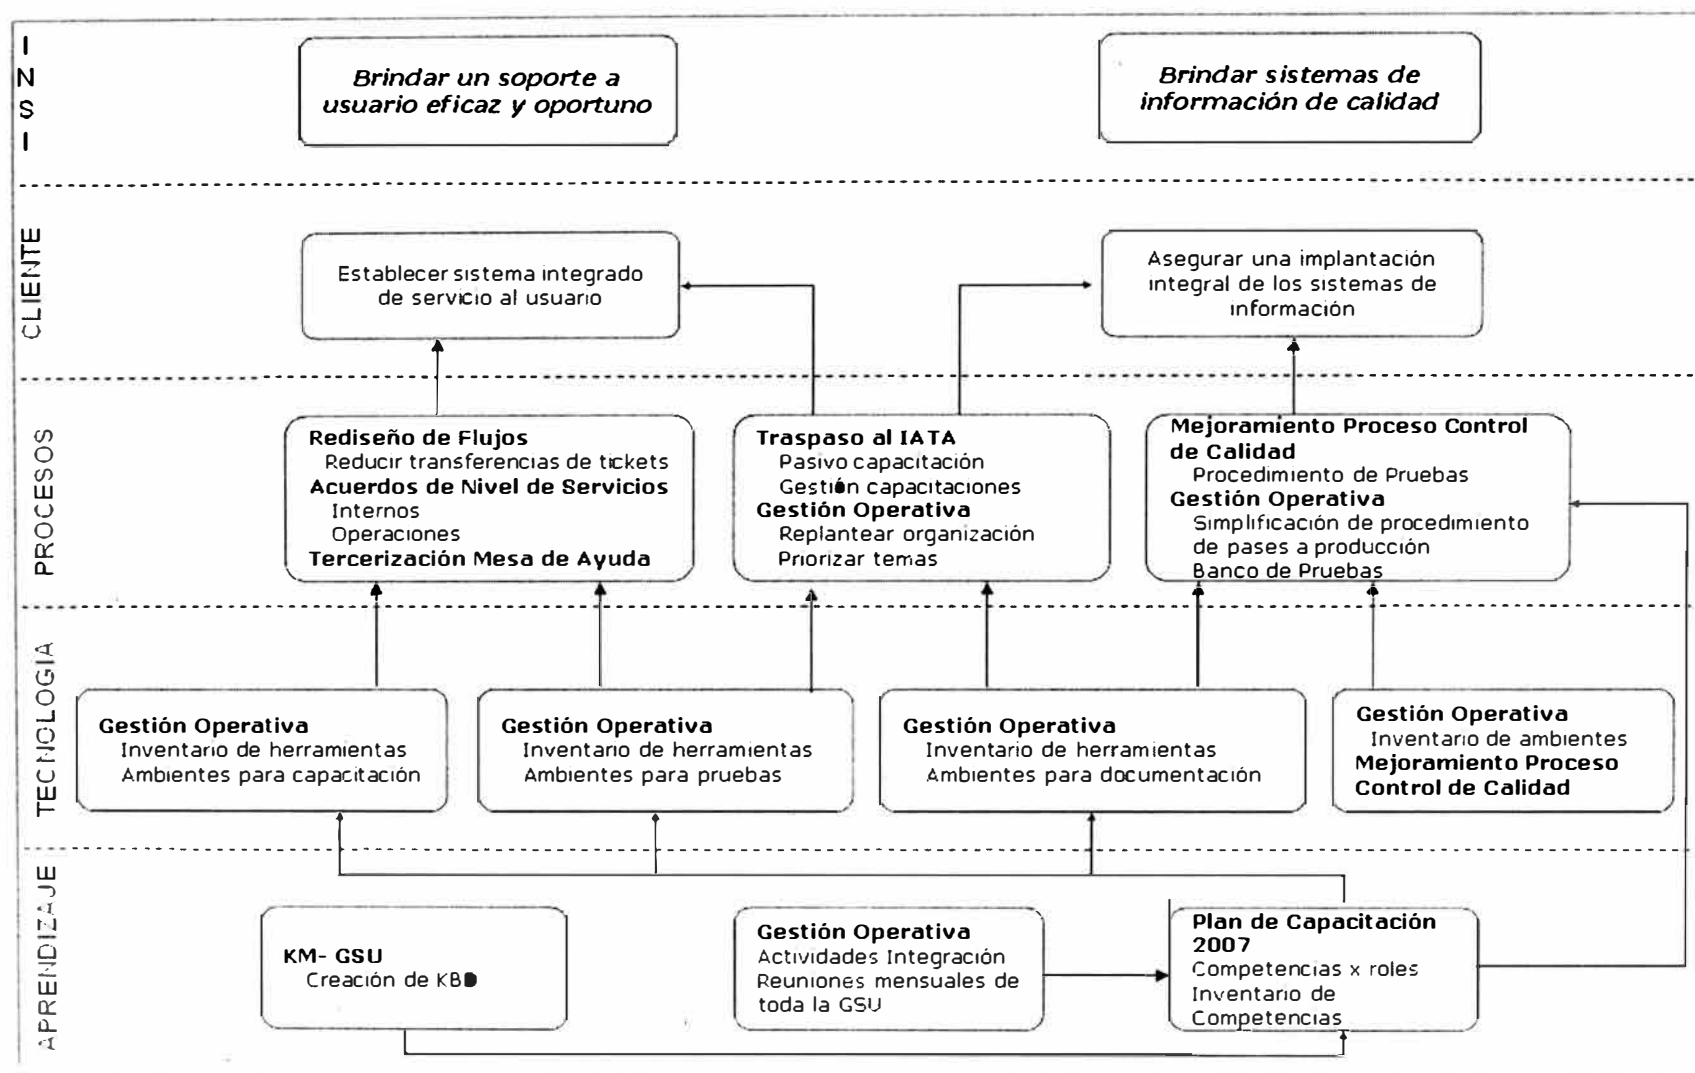 I
N
S
I
Brindar un soporte a
usuario eficaz y oportuno
Brindar sistemas de
información de calidad
CLIENTE
Establecer sistema integrado
de servicio al usuario
Asegurar una implantación
integral de los sistemas de
información
PROCESOS
Rediseño de Flujos
Reducir transferencias de tickets
Acuerdos de Nivel de Servicios
Internos
Operaciones
Tercerización Mesa de Ayuda
Traspaso al IATA
Pasivo capacitación
Gestión capacitaciones
Gestión Operativa
Replantear organización
Priorizar temas
Mejoramiento Proceso Control
de Calidad
Procedimiento de Pruebas
Gestión Operativa
Simplificación de procedimiento
de pases a producción
Banco de Pruebas
TECNOLOGIA
Gestión Operativa
Inventario de herramientas
Ambientes para capacitación
Gestión Operativa
Inventario de herramientas
Ambientes para pruebas
Gestión Operativa
Inventario de herramientas
Ambientes para documentación
Gestión Operativa
Inventario de ambientes
Mejoramiento Proceso
Control de Calidad
APRENDIZAJE
KM- GSU
Creación de KBD
Gestión Operativa
Actividades Integración
Reuniones mensuales de
toda la GSU
Plan de Capacitación
2007
Competencias x roles
Inventario de
Competencias